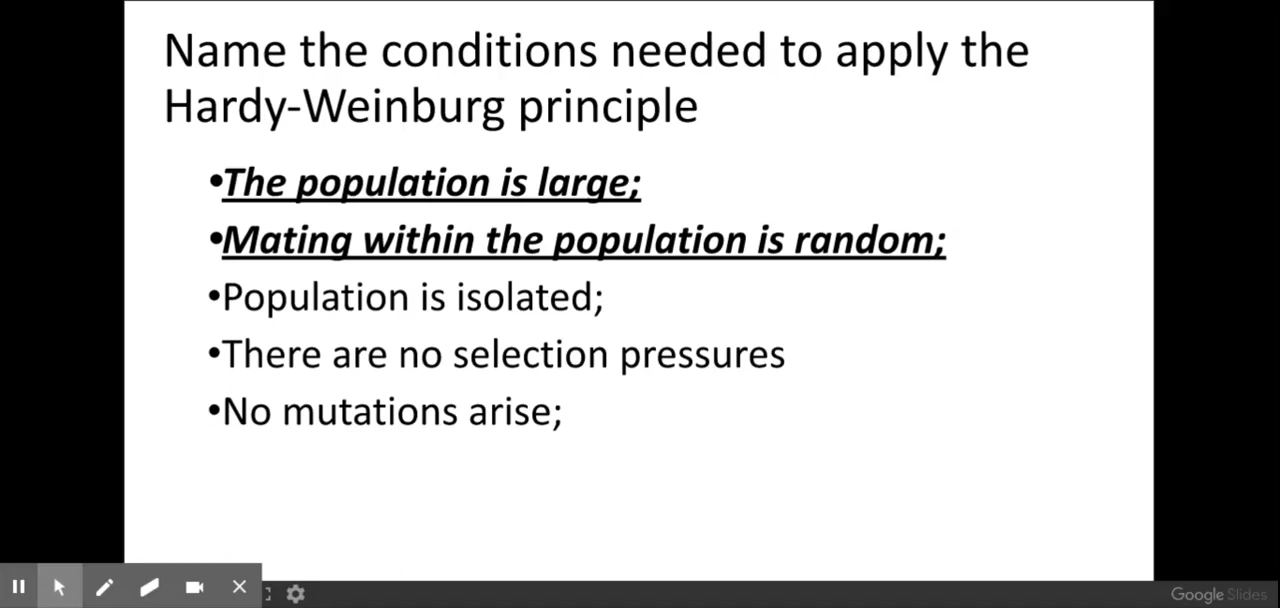 Name the conditions needed to apply the
Hardy-Weinburg principle
•The population is large;
•Mating within the population is random;
•Population is isolated;
•There are no selection pressures
•No mutations arise;
Google Slides